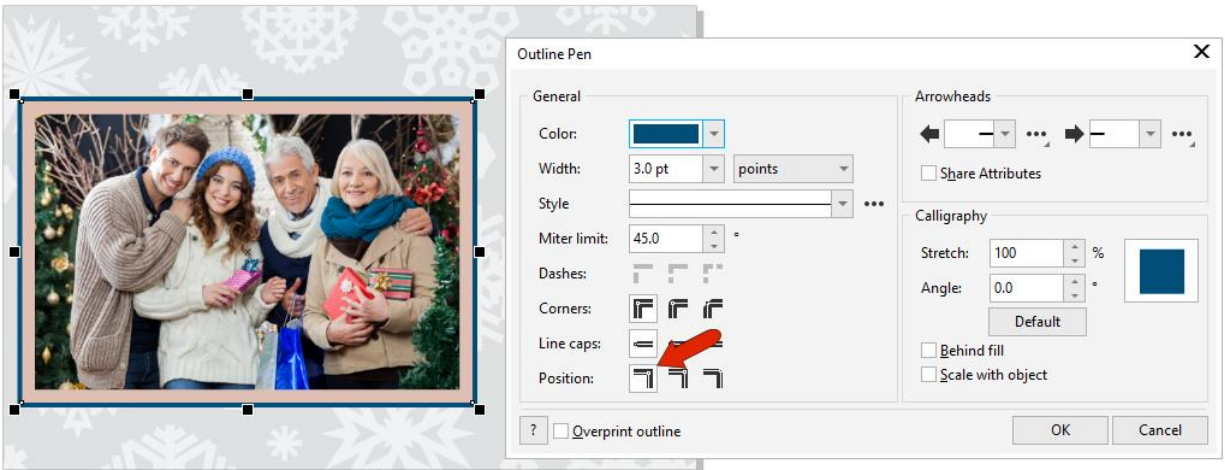 Outline Pen
General
Color:
Width: 3.0 pt points
Style
Miter limit: 45.0 °
Dashes:
Corners:
Line caps:
Position:
Arrowheads
Share Attributes
Calligraphy
Stretch: 100 %
Angle: 0.0 °
Default
Behind fill
Scale with object
? Overprint outline
OK Cancel